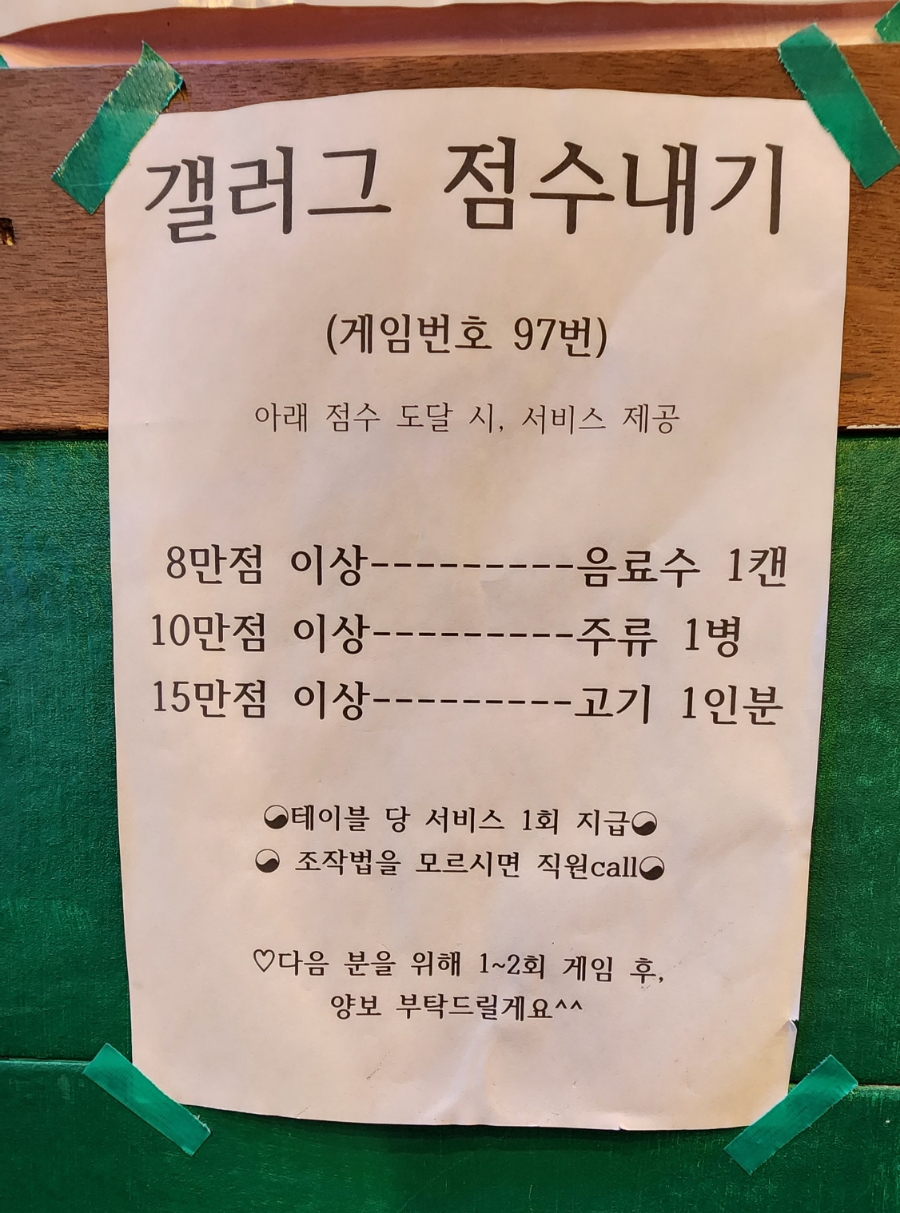 갤러그 점수내기
(게임번호 97번)
아래 점수 도달 시, 서비스 제공
8만점 이상---------음료수 1캔
10만점 이상---------주류 1병
15만점 이상---------고기 1인분
테이블 당 서비스 1회 지급
조작법을 모르시면 직원call
♡다음 분을 위해 1~2회 게임 후,
양보 부탁드릴게요^^